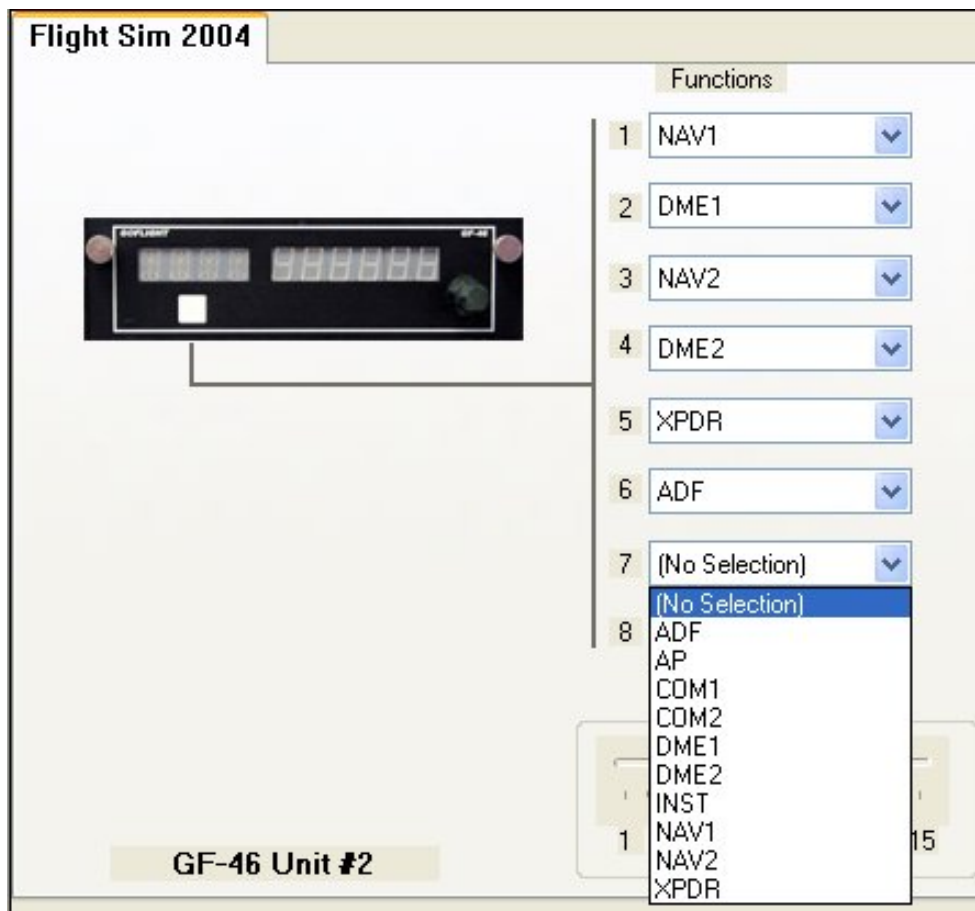 Flight Sim 2004
Functions
1 NAV1
GOFLIGHT GF-46
2 DME1
3 NAV2
4 DME2
5 XPDR
6 ADF
7 (No Selection)
(No Selection)
8 ADF
AP
COM1
COM2
DME1
DME2
INST
NAV1
1 15
NAV2
XPDR
GF-46 Unit #2